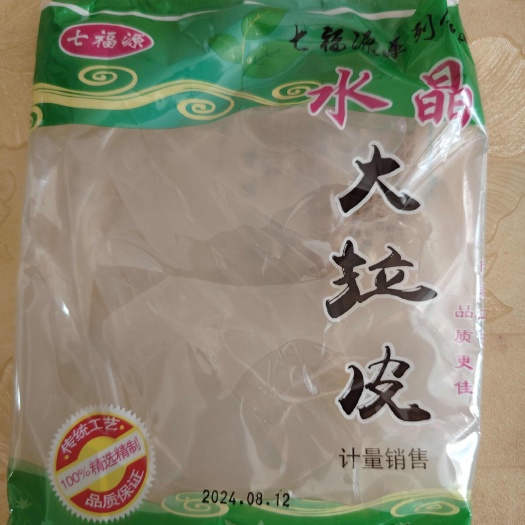 七福源
七福源系列
水晶
大拉皮
品质更佳
计量销售
传统工艺
100%精选精制
品质保证
2024.08.12